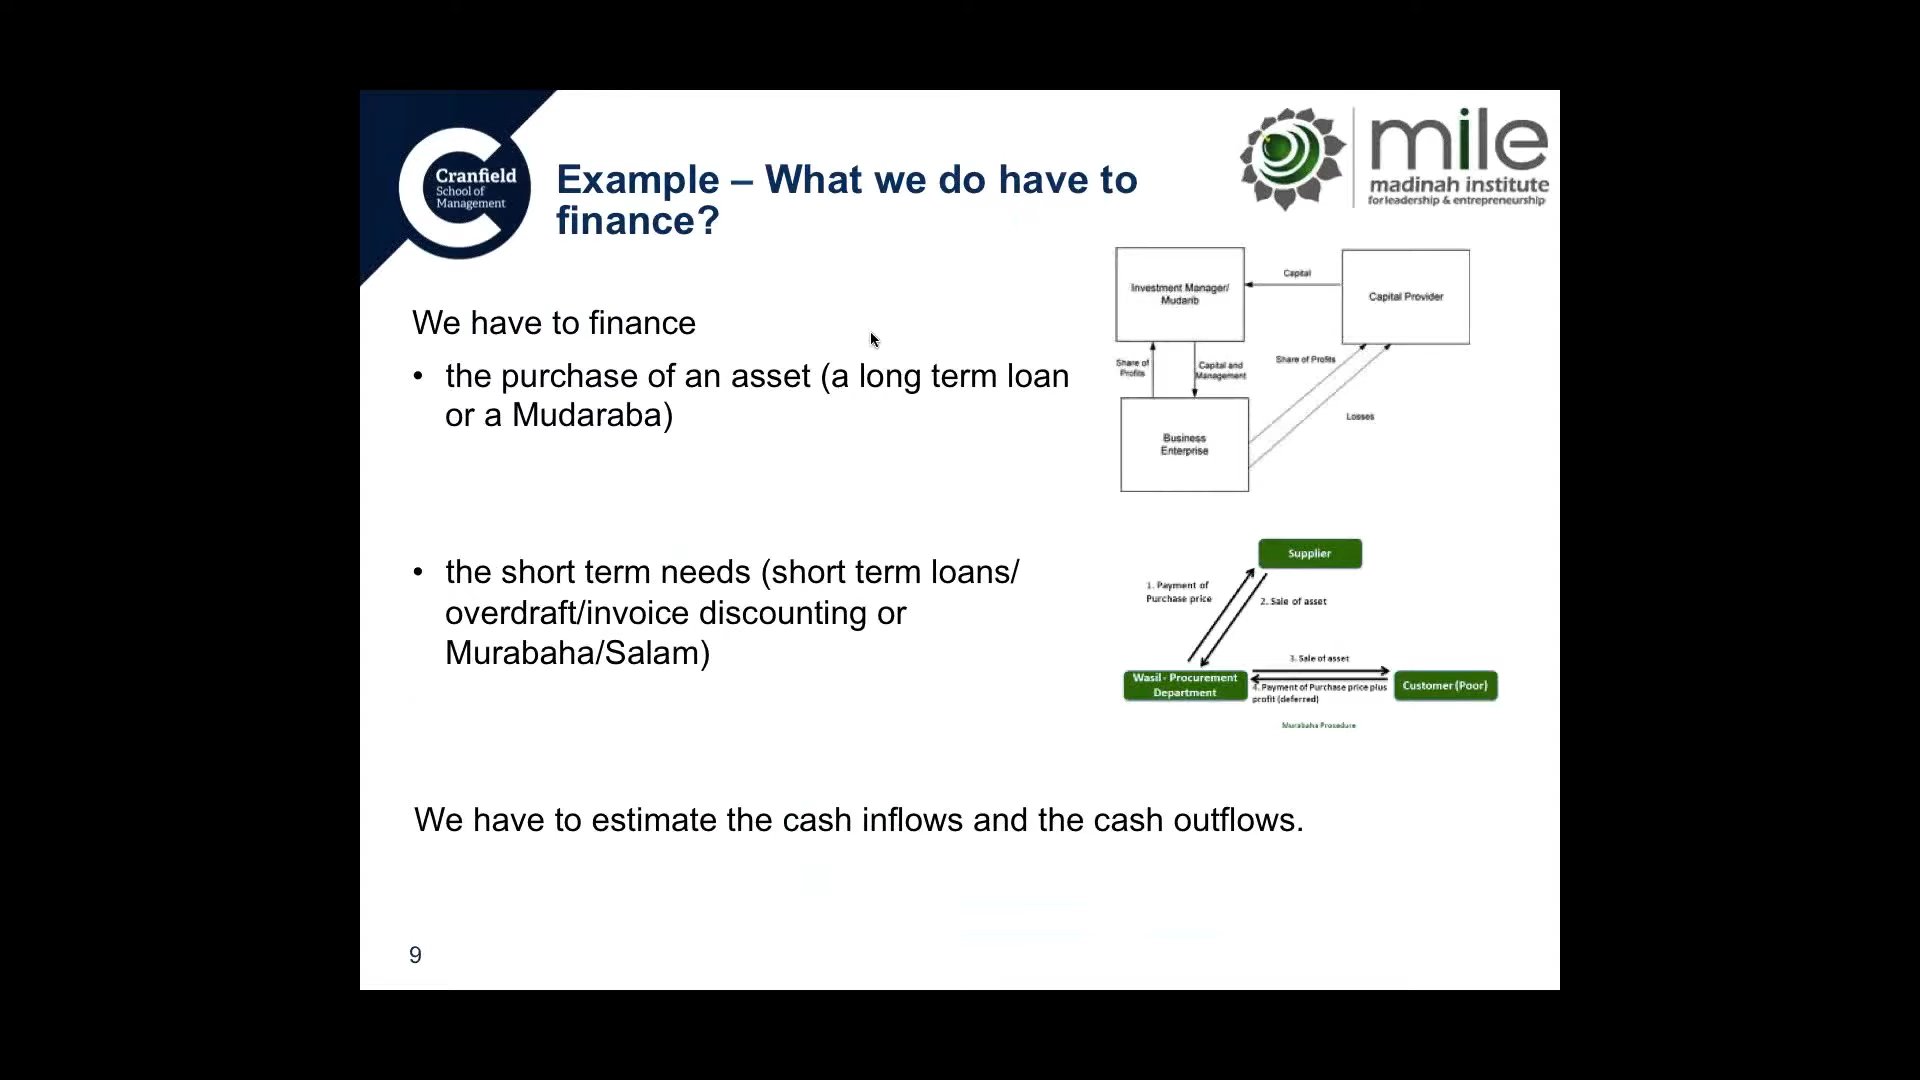 Cranfield
School of
Management
Example – What we do have to
finance?
mile
madinah institute
for leadership & entrepreneurship
We have to finance
• the purchase of an asset (a long term loan
or a Mudaraba)
Investment Manager/
Mudarib
Capital
Capital Provider
Share of
Profits
Capital and
Management
Share of Profits
Losses
Business
Enterprise
• the short term needs (short term loans/
overdraft/invoice discounting or
Murabaha/Salam)
Supplier
1. Payment of
Purchase price
2. Sale of asset
3. Sale of asset
Wasil - Procurement
Department
4. Payment of Purchase price plus
profit (deferred)
Customer (Poor)
Murabaha Procedure
We have to estimate the cash inflows and the cash outflows.
9